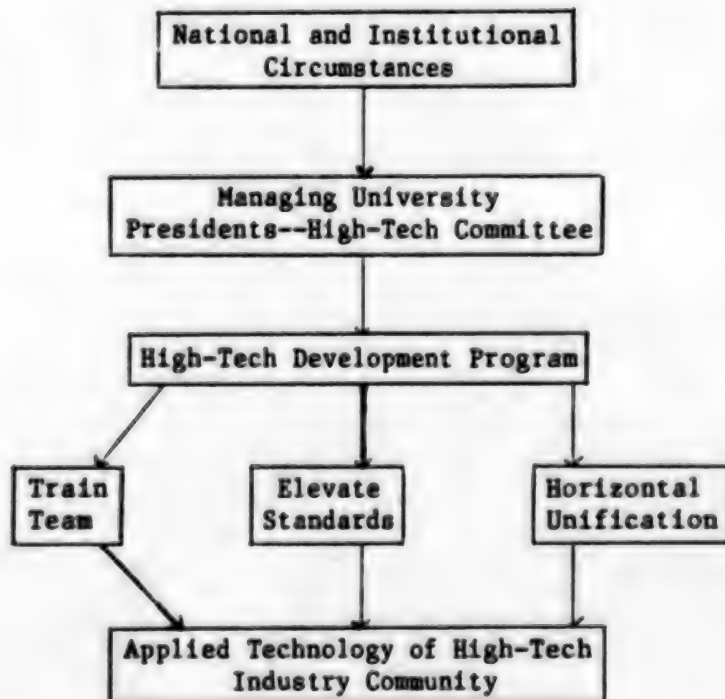 National and Institutional
Circumstances
Managing University
Presidents--High-Tech Committee
High-Tech Development Program
Train
Team
Elevate
Standards
Horizontal
Unification
Applied Technology of High-Tech
Industry Community